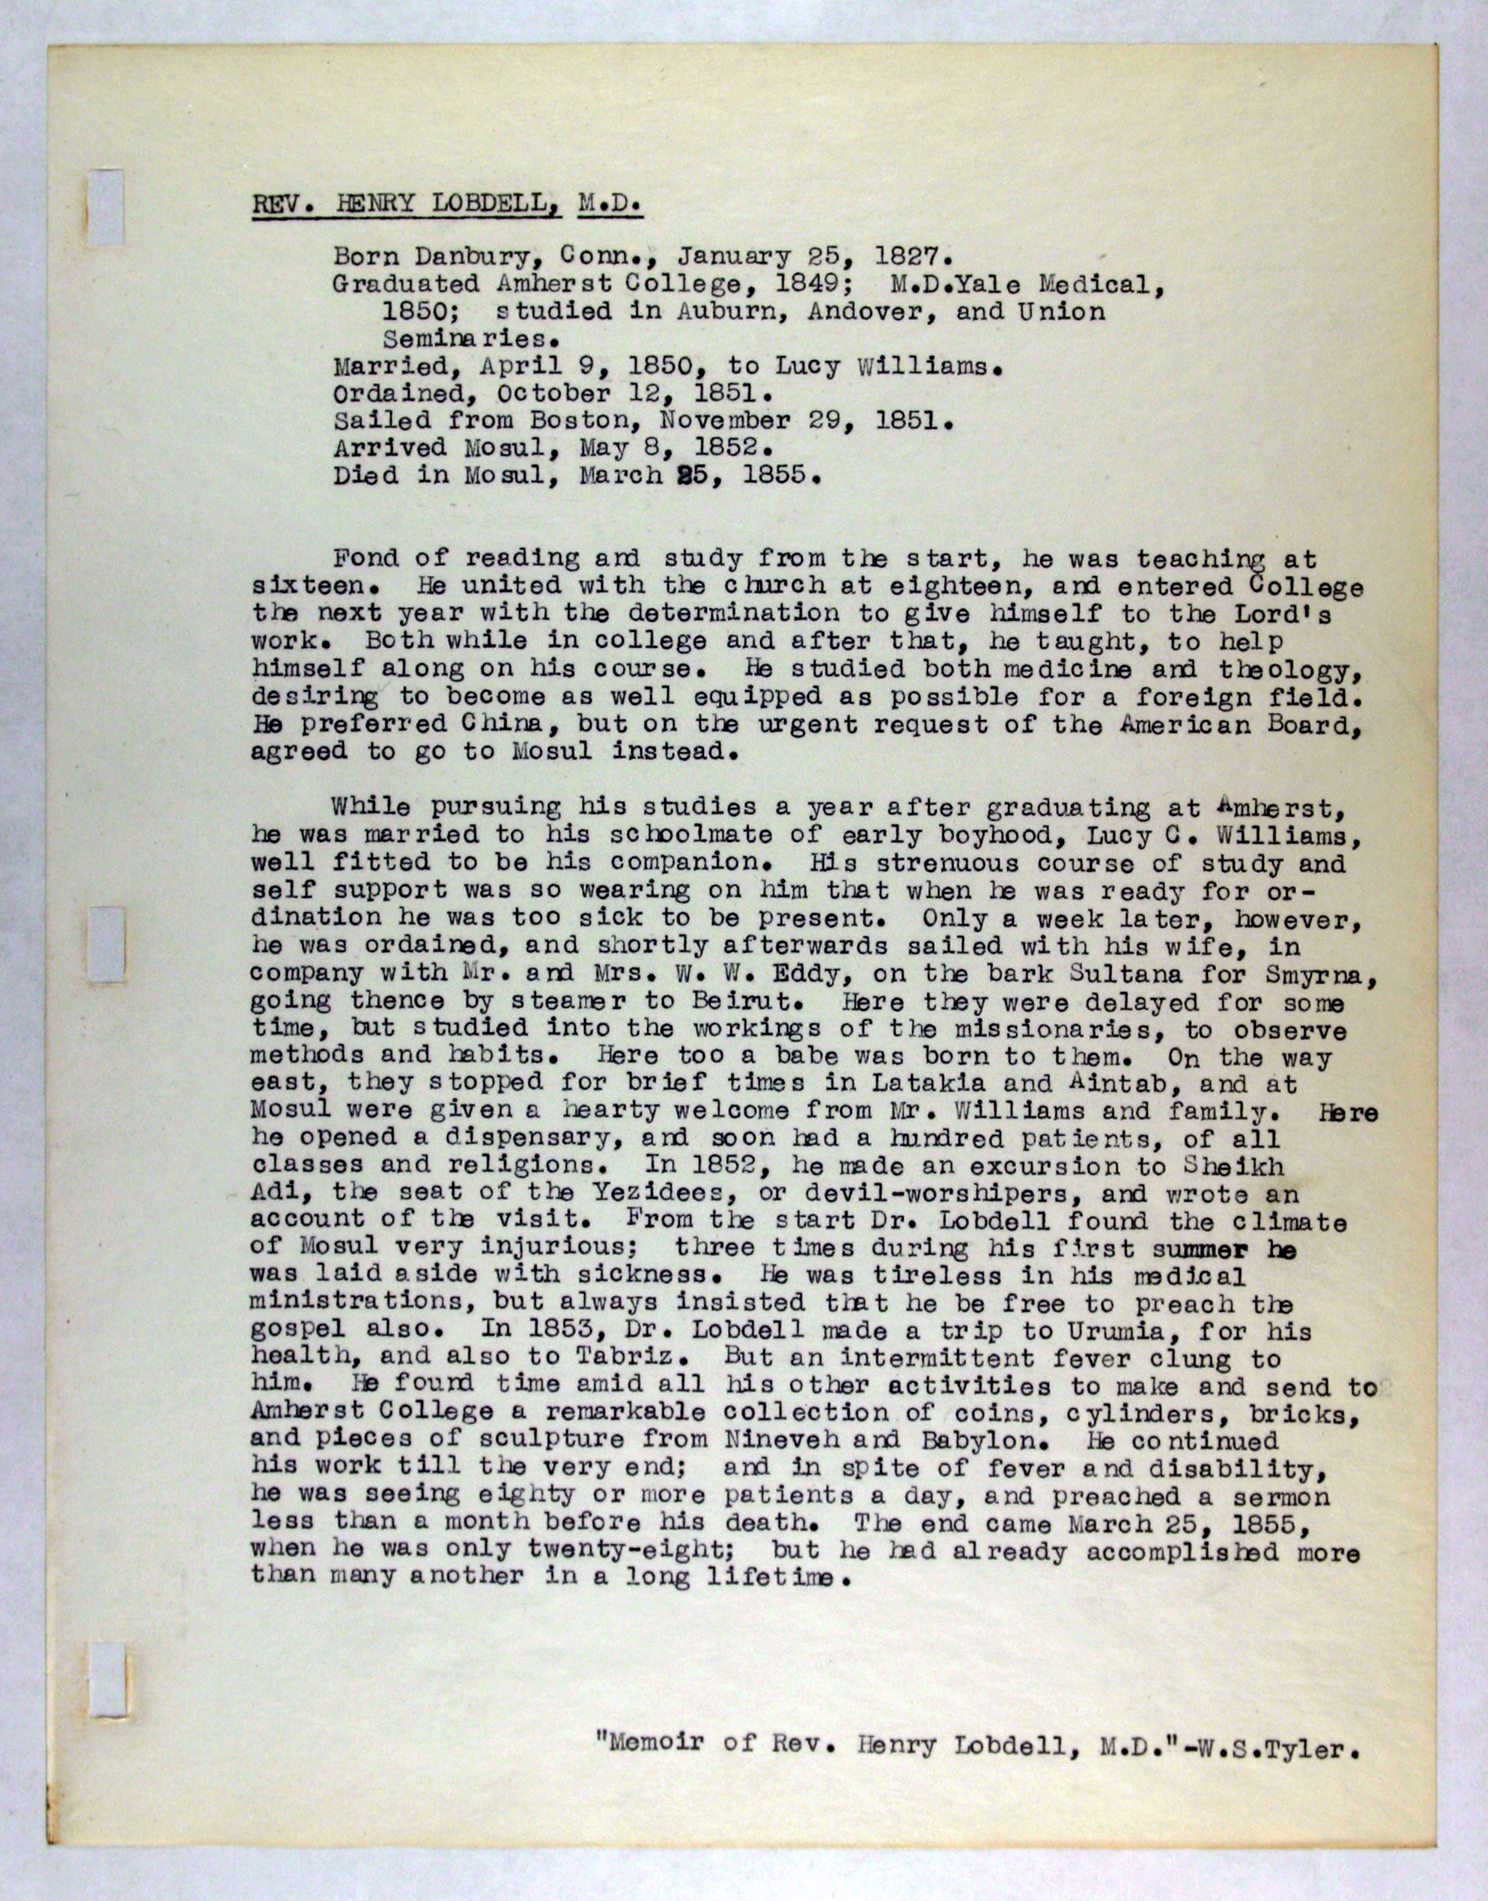 REV. HENRY LOBDELL, M.D.
Born Danbury, Conn., January 25, 1827.
Graduated Amherst College, 1849; M.D.Yale Medical,
1850; studied in Auburn, Andover, and Union
Seminaries.
Married, April 9, 1850, to Lucy Williams.
Ordained, October 12, 1851.
Sailed from Boston, November 29, 1851.
Arrived Mosul, May 8, 1852.
Died in Mosul, March 25, 1855.
Fond of reading and study from the start, he was teaching at
sixteen. He united with the church at eighteen, and entered College
the next year with the determination to give himself to the Lord's
work. Both while in college and after that, he taught, to help
himself along on his course. He studied both medicine and theology,
desiring to become as well equipped as possible for a foreign field.
He preferred China, but on the urgent request of the American Board,
agreed to go to Mosul instead.
While pursuing his studies a year after graduating at Amherst,
he was married to his schoolmate of early boyhood, Lucy C. Williams,
well fitted to be his companion. His strenuous course of study and
self support was so wearing on him that when he was ready for or-
dination he was too sick to be present. Only a week later, however,
he was ordained, and shortly afterwards sailed with his wife, in
company with Mr. and Mrs. W. W. Eddy, on the bark Sultana for Smyrna,
going thence by steamer to Beirut. Here they were delayed for some
time, but studied into the workings of the missionaries, to observe
methods and habits. Here too a babe was born to them. On the way
east, they stopped for brief times in Latakia and Aintab, and at
Mosul were given a hearty welcome from Mr. Williams and family. Here
he opened a dispensary, and soon had a hundred patients, of all
classes and religions. In 1852, he made an excursion to Sheikh
Adi, the seat of the Yezidees, or devil-worshipers, and wrote an
account of the visit. From the start Dr. Lobdell found the climate
of Mosul very injurious; three times during his first summer he
was laid aside with sickness. He was tireless in his medical
ministrations, but always insisted that he be free to preach the
gospel also. In 1853, Dr. Lobdell made a trip to Urumia, for his
health, and also to Tabriz. But an intermittent fever clung to
him. He found time amid all his other activities to make and send to
Amherst College a remarkable collection of coins, cylinders, bricks,
and pieces of sculpture from Nineveh and Babylon. He continued
his work till the very end; and in spite of fever and disability,
he was seeing eighty or more patients a day, and preached a sermon
less than a month before his death. The end came March 25, 1855,
when he was only twenty-eight; but he had already accomplished more
than many another in a long lifetime.
"Memoir of Rev. Henry Lobdell, M.D."-W.S.Tyler.